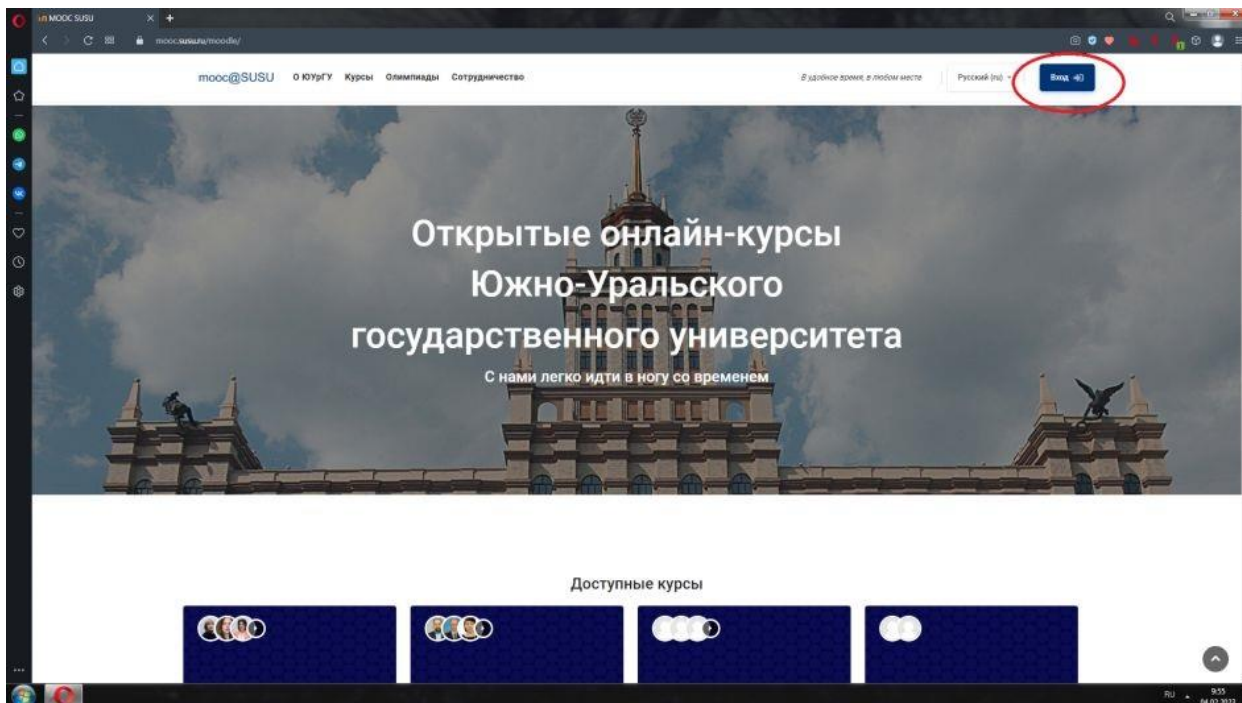 MOOC SUSU
mooc.susu.ru/moodle/
mooc@SUSU О ЮУрГУ Курсы Олимпиады Сотрудничество В удобное время, в любом месте Русский (ru) Вход
Открытые онлайн-курсы
Южно-Уральского
государственного университета
С нами легко идти в ногу со временем
Доступные курсы
RU 9:55